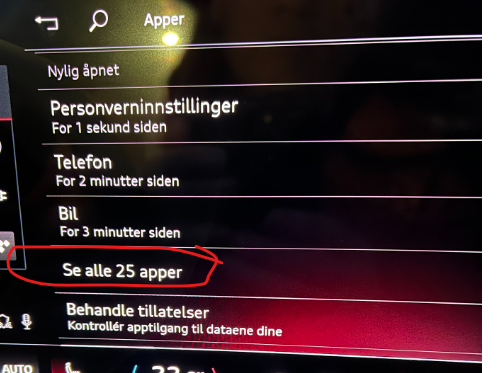 Apper
Nylig åpnet
Personverninnstillinger
For 1 sekund siden
Telefon
For 2 minutter siden
Bil
For 3 minutter siden
Se alle 25 apper
Behandle tillatelser
Kontrollér apptilgang til dataene dine
AUTO